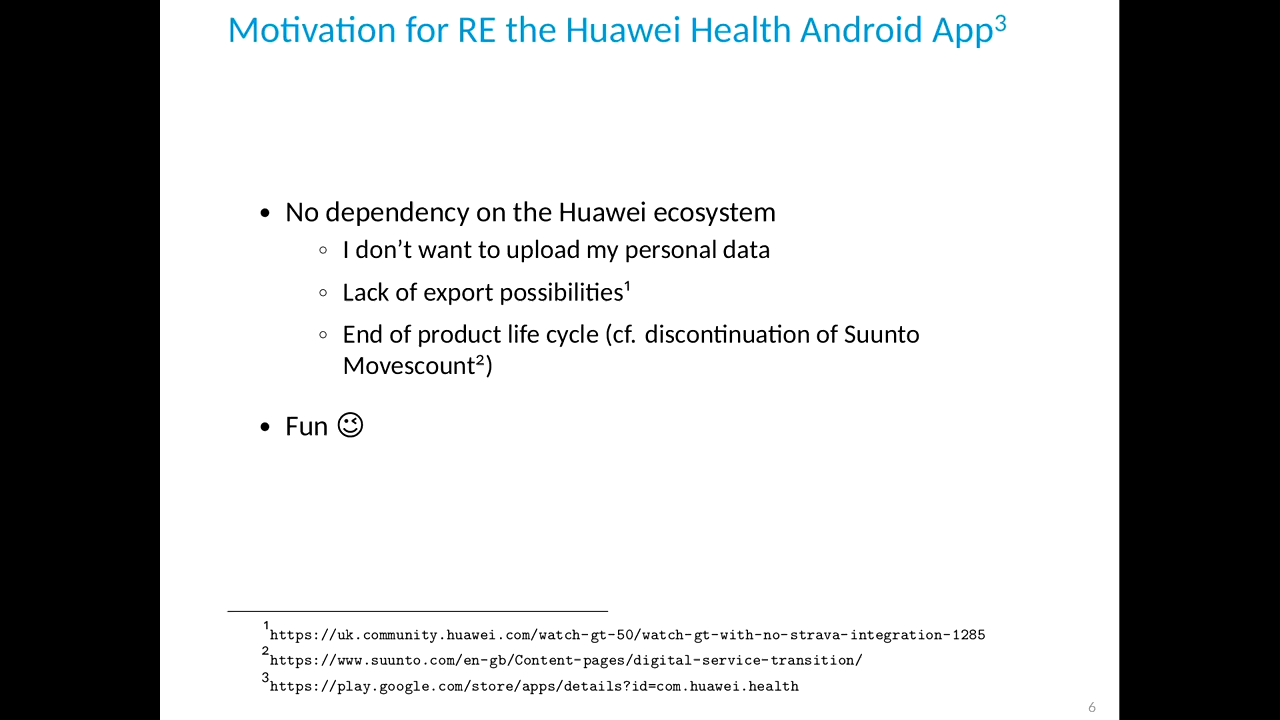 Motivation for RE the Huawei Health Android App³
• No dependency on the Huawei ecosystem
◦ I don’t want to upload my personal data
◦ Lack of export possibilities¹
◦ End of product life cycle (cf. discontinuation of Suunto
Movescount²)
• Fun 😉
¹https://uk.community.huawei.com/watch-gt-50/watch-gt-with-no-strava-integration-1285
²https://www.suunto.com/en-gb/Content-pages/digital-service-transition/
³https://play.google.com/store/apps/details?id=com.huawei.health
6